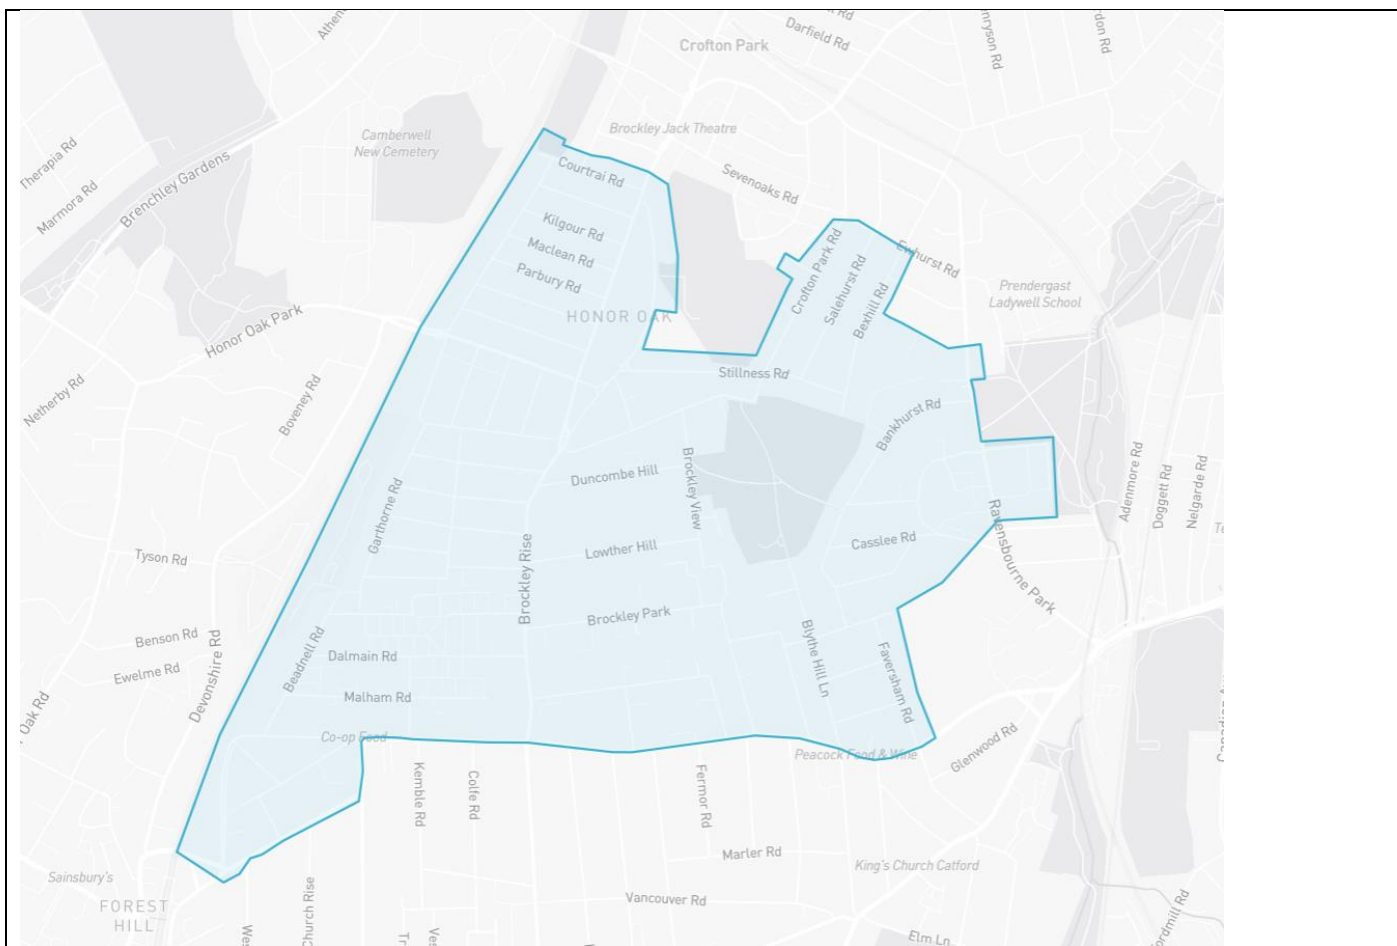 Crofton Park
Darfield Rd
Brockley Jack Theatre
Camberwell
New Cemetery
Therapia Rd
Marmora Rd
Brenchley Gardens
Courtrai Rd
Sevenoaks Rd
Kilgour Rd
Maclean Rd
Parbury Rd
Crofton Park Rd
Salehurst Rd
Bexhill Rd
Ewhurst Rd
Prendergast
Ladywell School
HONOR OAK
Honor Oak Park
Netherby Rd
Boveney Rd
Stillness Rd
Bankhurst Rd
Duncombe Hill
Brockley View
Garthorne Rd
Adenmore Rd
Doggett Rd
Nelgarde Rd
Ravensbourne Park
Tyson Rd
Lowther Hill
Casslee Rd
Brockley Rise
Brockley Park
Benson Rd
Ewelme Rd
Devonshire Rd
Beadnell Rd
Dalmain Rd
Malham Rd
Blythe Hill Ln
Faversham Rd
Oak Rd
Co-op Food
Peacock Food & Wine
Glenwood Rd
Kemble Rd
Colfe Rd
Fermor Rd
Marler Rd
King's Church Catford
Sainsbury's
FOREST
HILL
Church Rise
Vancouver Rd
Elm Ln